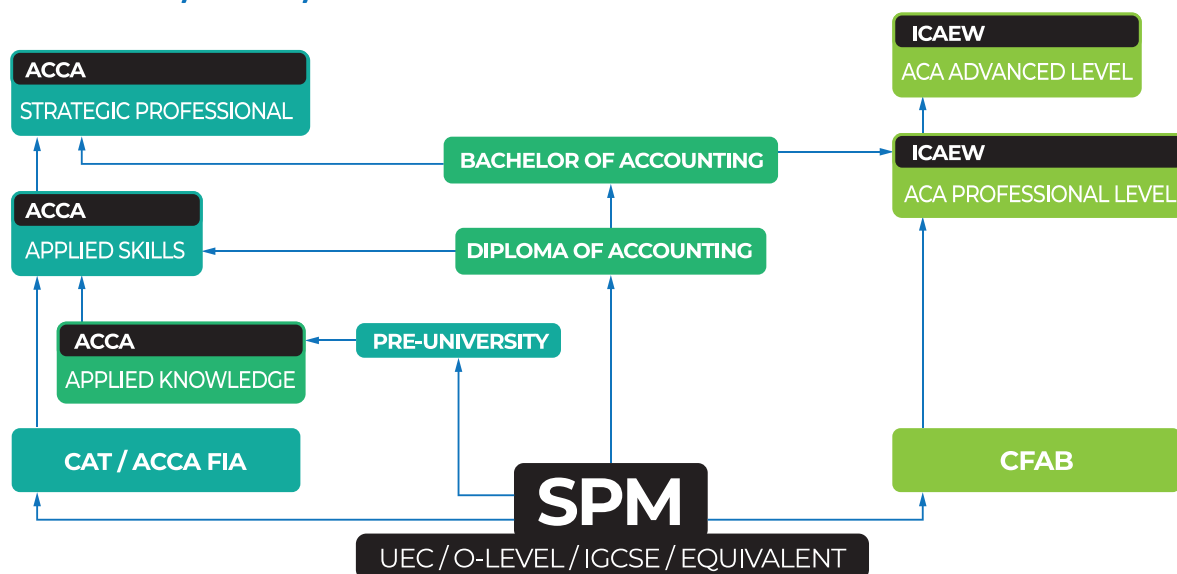 ACCA
STRATEGIC PROFESSIONAL
ICAEW
ACA ADVANCED LEVEL
BACHELOR OF ACCOUNTING
ICAEW
ACA PROFESSIONAL LEVEL
ACCA
APPLIED SKILLS
DIPLOMA OF ACCOUNTING
ACCA
APPLIED KNOWLEDGE
PRE-UNIVERSITY
CAT / ACCA FIA
CFAB
SPM
UEC / O-LEVEL / IGCSE / EQUIVALENT